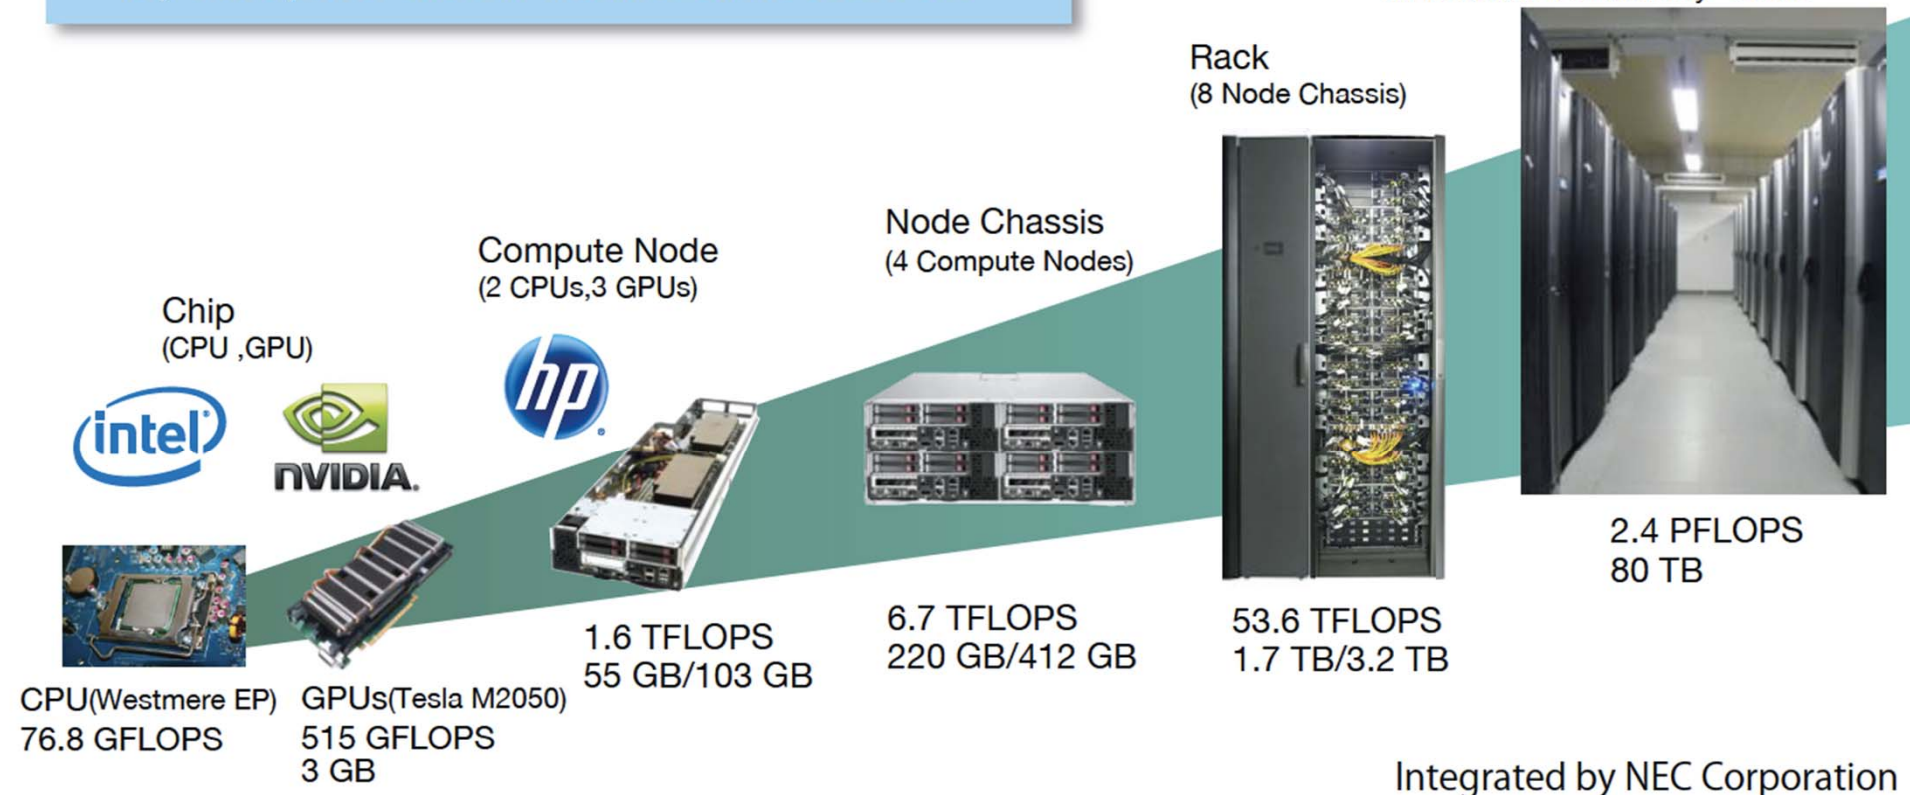 Rack
(8 Node Chassis)
Node Chassis
(4 Compute Nodes)
Compute Node
(2 CPUs,3 GPUs)
Chip
(CPU ,GPU)
intel
nVIDIA.
hp
CPU(Westmere EP)
76.8 GFLOPS
GPUs(Tesla M2050)
515 GFLOPS
3 GB
1.6 TFLOPS
55 GB/103 GB
6.7 TFLOPS
220 GB/412 GB
53.6 TFLOPS
1.7 TB/3.2 TB
2.4 PFLOPS
80 TB
Integrated by NEC Corporation